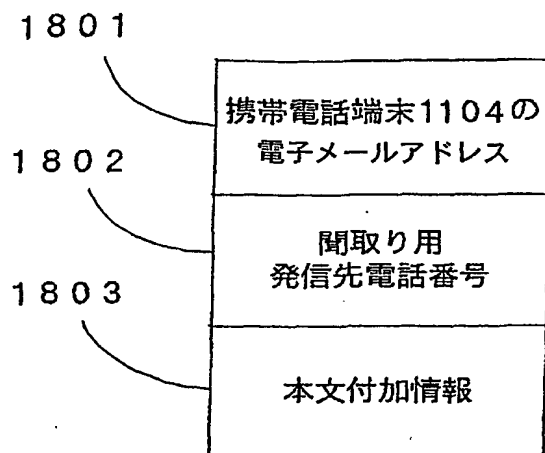 1801
携帯電話端末1104の
電子メールアドレス
1802
聞取り用
発信先電話番号
1803
本文付加情報